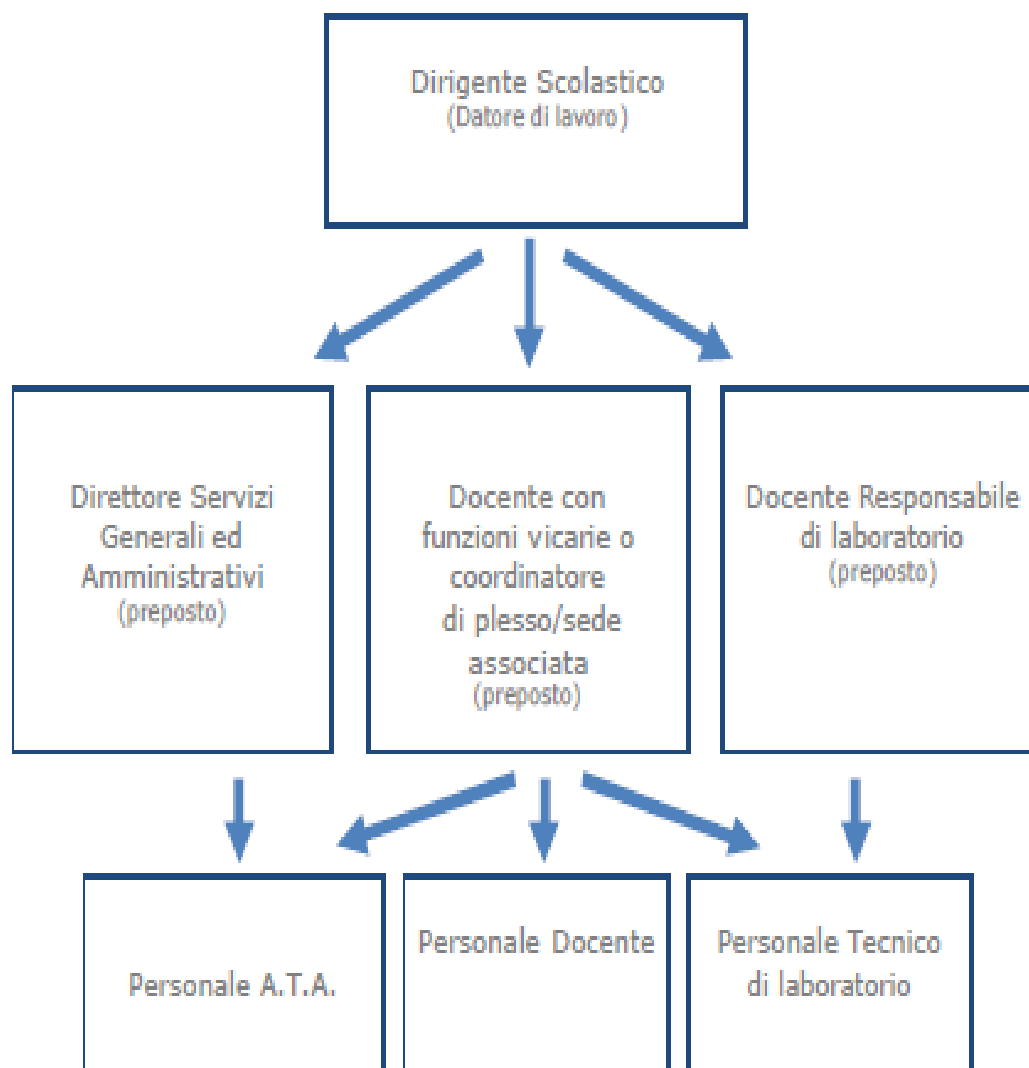 Dirigente Scolastico
(Datore di lavoro)
Direttore Servizi
Generali ed
Amministrativi
(preposto)
Docente con
funzioni vicarie o
coordinatore
di plesso/sede
associata
(preposto)
Docente Responsabile
di laboratorio
(preposto)
Personale A.T.A.
Personale Docente
Personale Tecnico
di laboratorio